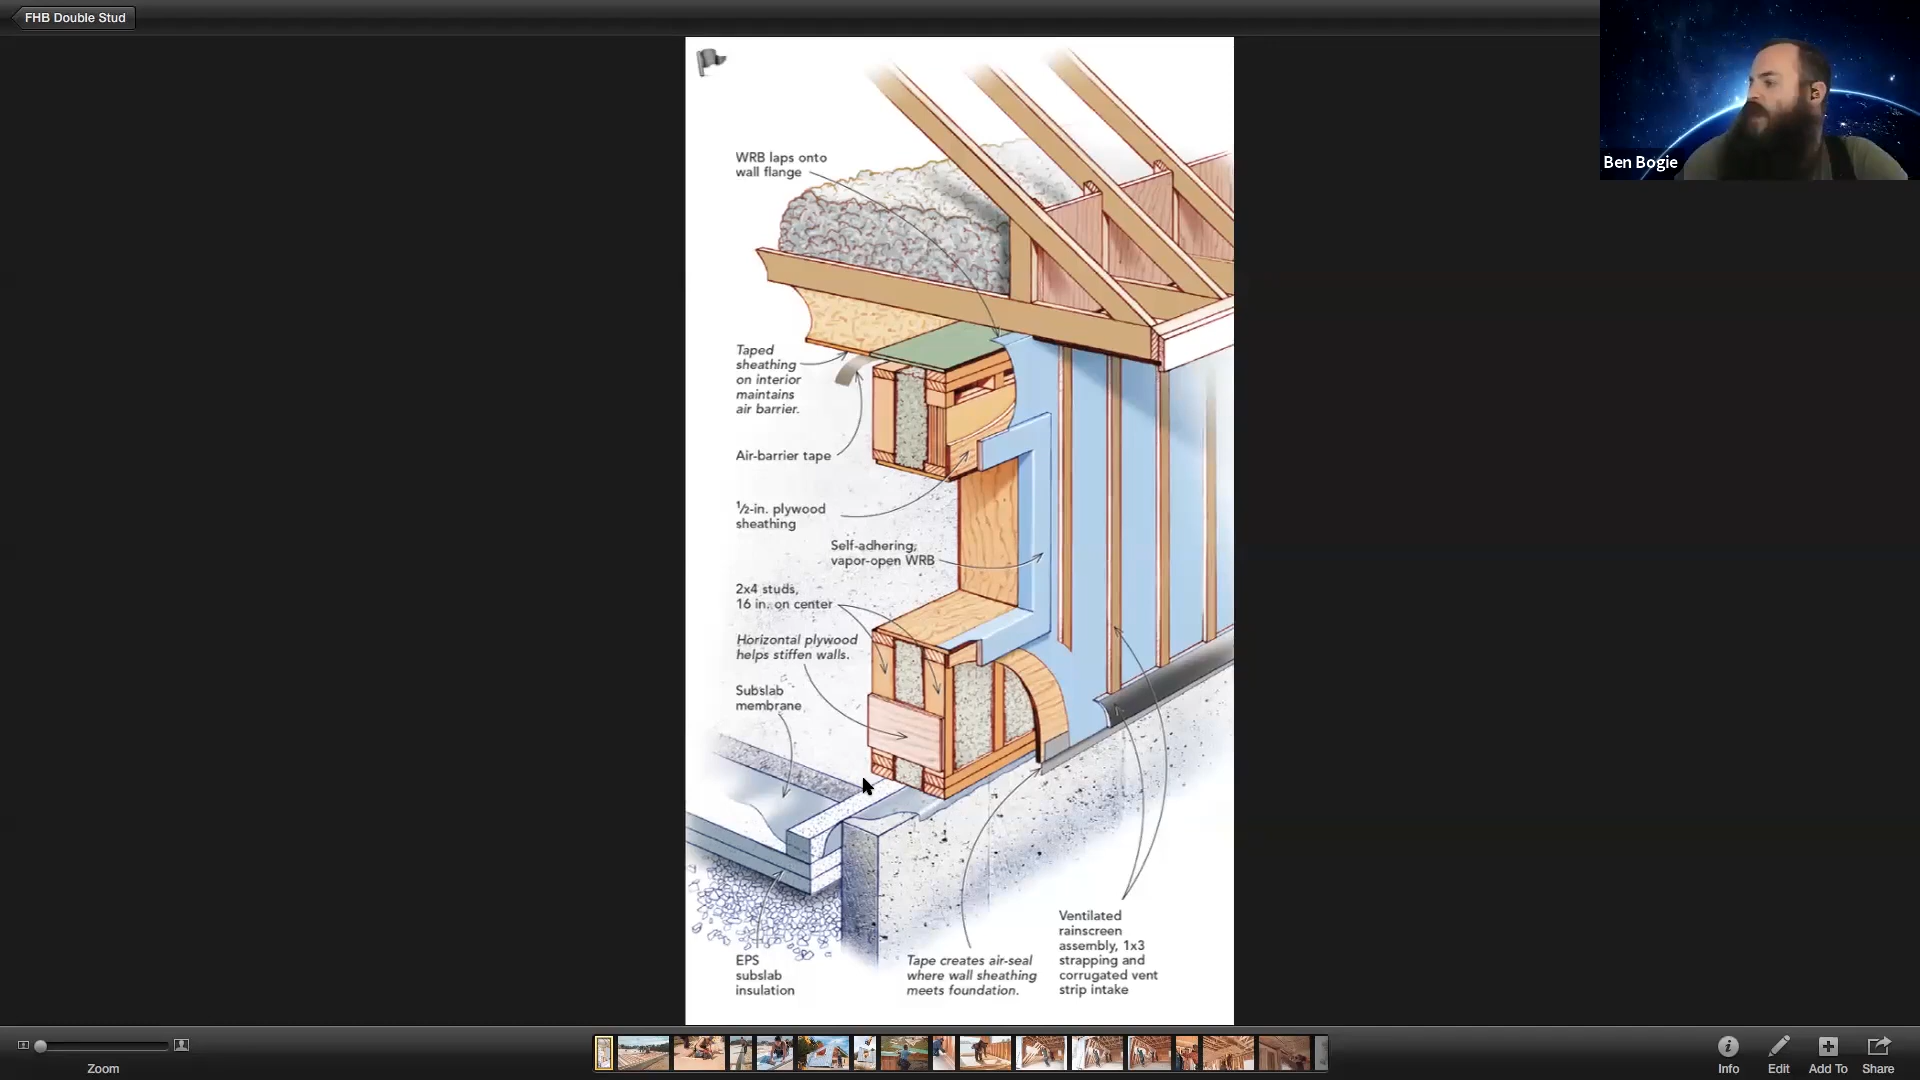 FHB Double Stud
Ben Bogie
WRB laps onto
wall flange
Taped
sheathing
on interior
maintains
air barrier.
Air-barrier tape
½-in. plywood
sheathing
Self-adhering,
vapor-open WRB
2x4 studs,
16 in. on center
Horizontal plywood
helps stiffen walls.
Subslab
membrane
EPS
subslab
insulation
Tape creates air-seal
where wall sheathing
meets foundation.
Ventilated
rainscreen
assembly, 1x3
strapping and
corrugated vent
strip intake
Zoom
Info
Edit
Add To
Share